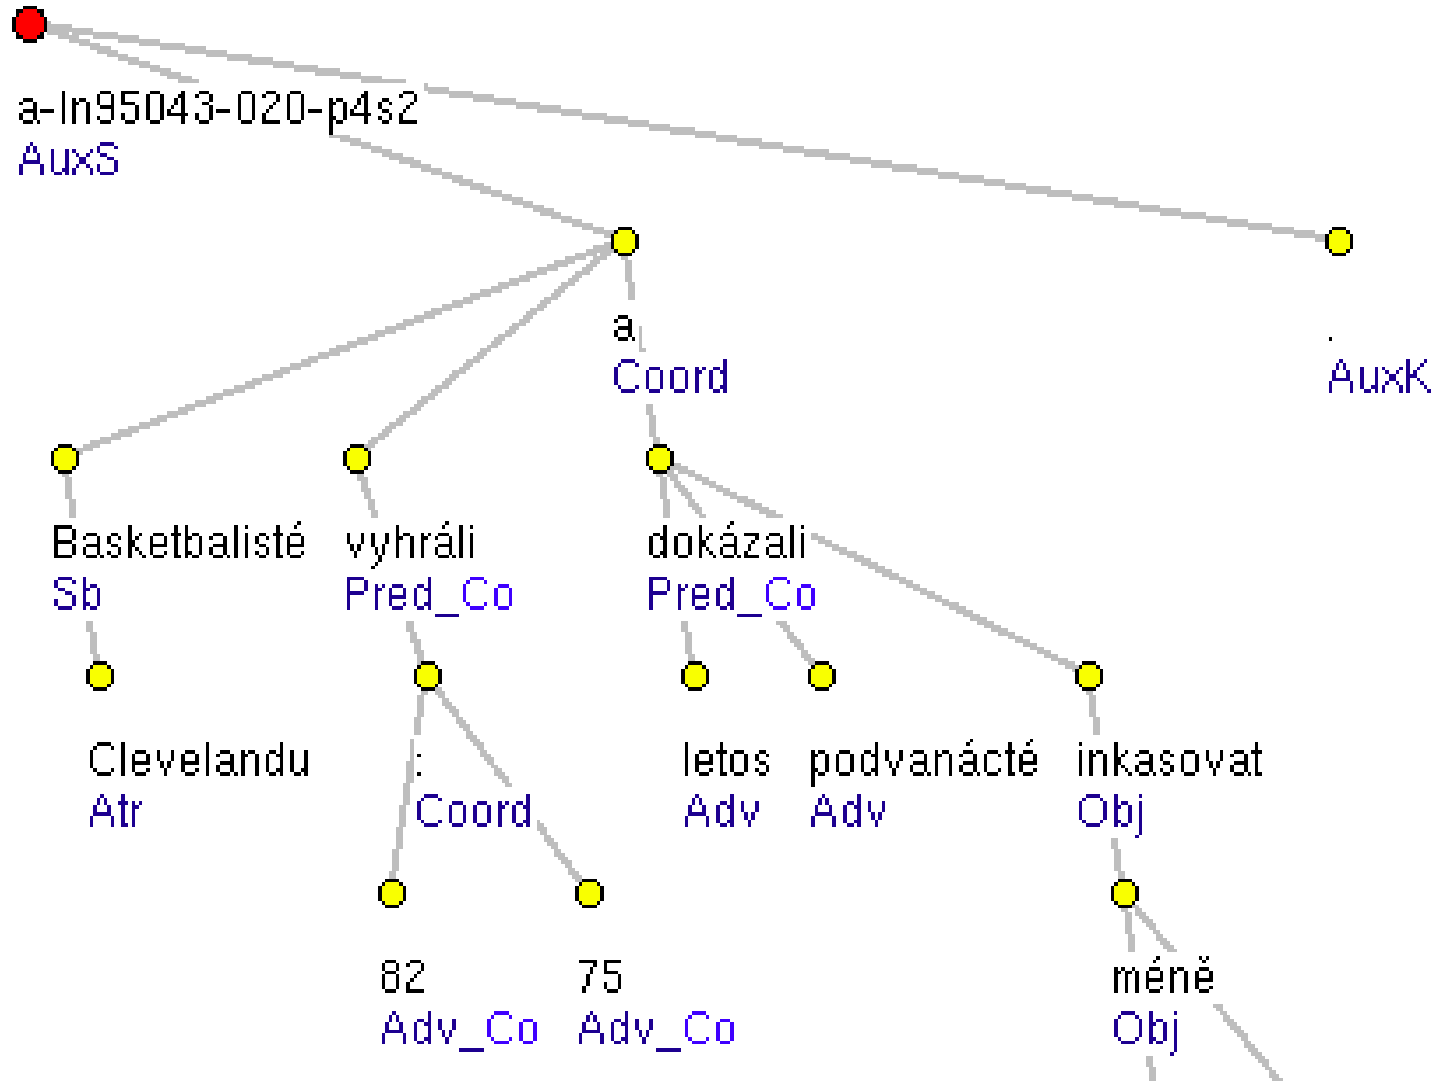 a-ln95043-020-p4s2
AuxS
a
Coord
.
AuxK
Basketbalisté
Sb
vyhráli
Pred_Co
dokázali
Pred_Co
Clevelandu
Atr
:
Coord
letos
Adv
podvanácté
Adv
inkasovat
Obj
82
Adv_Co
75
Adv_Co
méně
Obj